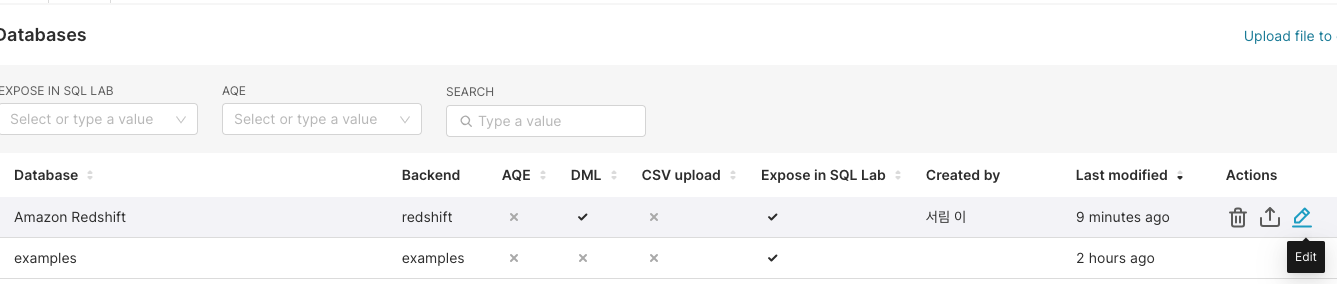 Databases
Upload file to
EXPOSE IN SQL LAB AQE SEARCH
Select or type a value Select or type a value Type a value
Database Backend AQE DML CSV upload Expose in SQL Lab Created by Last modified Actions
Amazon Redshift redshift 서림 이 9 minutes ago
examples examples 2 hours ago
Edit